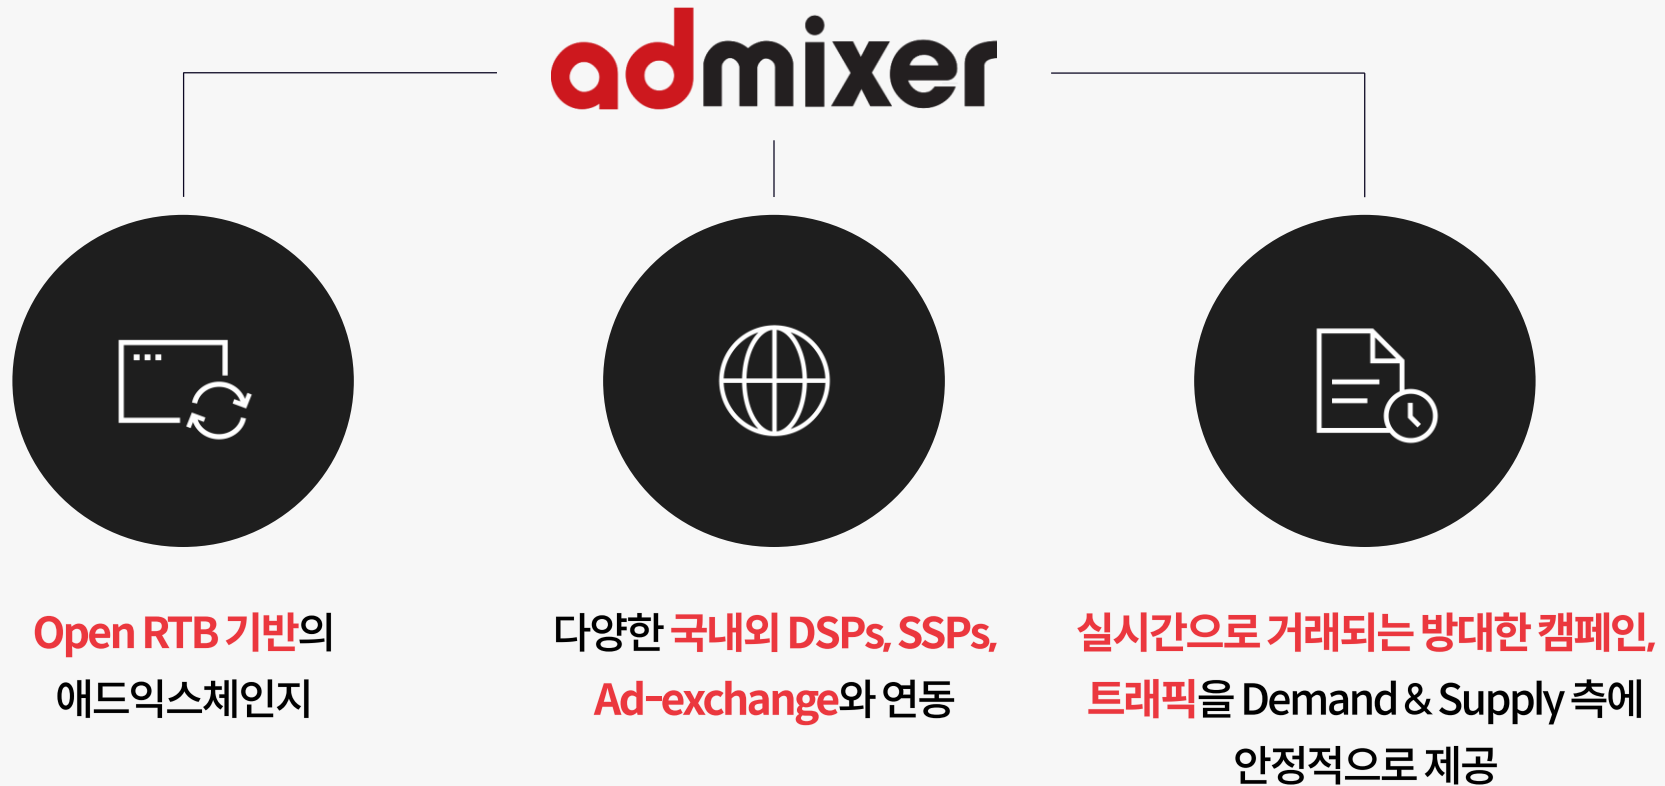 admixer
Open RTB 기반의
애드익스체인지
다양한 국내외 DSPs, SSPs,
Ad-exchange와 연동
실시간으로 거래되는 방대한 캠페인,
트래픽을 Demand & Supply 측에
안정적으로 제공